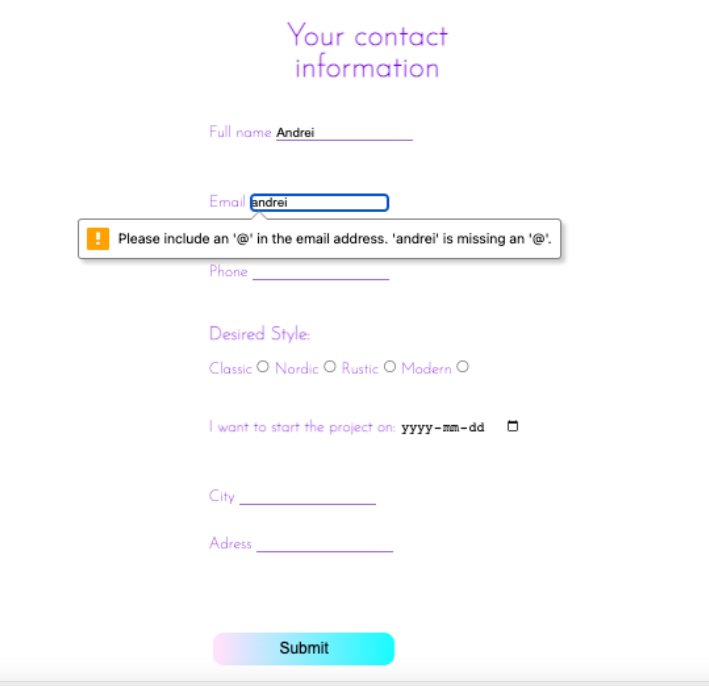 Your contact
information
Full name Andrei
Email andrei
Please include an '@' in the email address. 'andrei' is missing an '@'.
Phone
Desired Style:
Classic Nordic Rustic Modern
I want to start the project on: yyyy-mm-dd
City
Adress
Submit